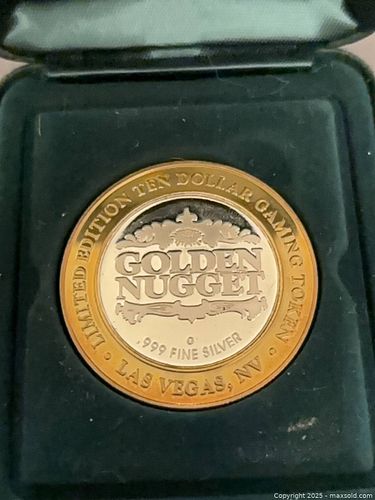 LIMITED EDITION TEN DOLLAR GAMING TOKEN
GOLDEN
NUGGET
.999 FINE SILVER
• LAS VEGAS, NV •
Copyright 2025 - maxsold.com